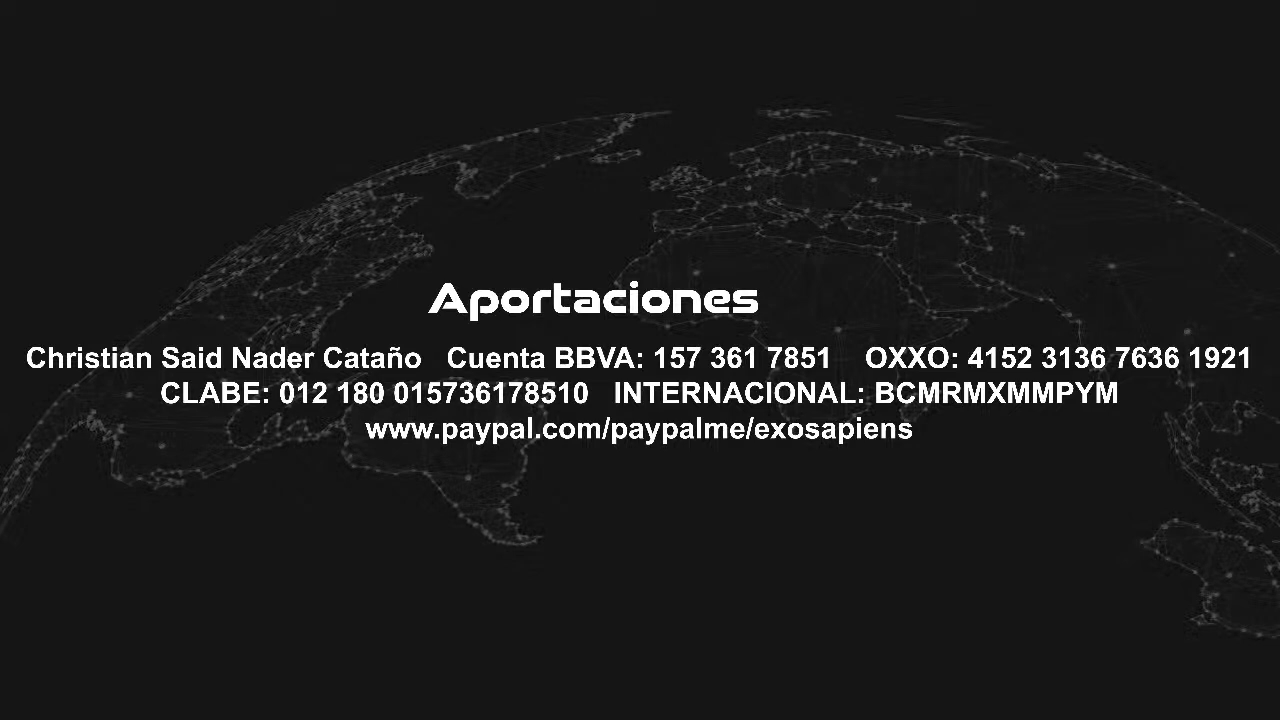 Aportaciones
Christian Said Nader Cataño Cuenta BBVA: 157 361 7851 OXXO: 4152 3136 7636 1921
CLABE: 012 180 015736178510 INTERNACIONAL: BCMRMXMMPYM
www.paypal.com/paypalme/exosapiens